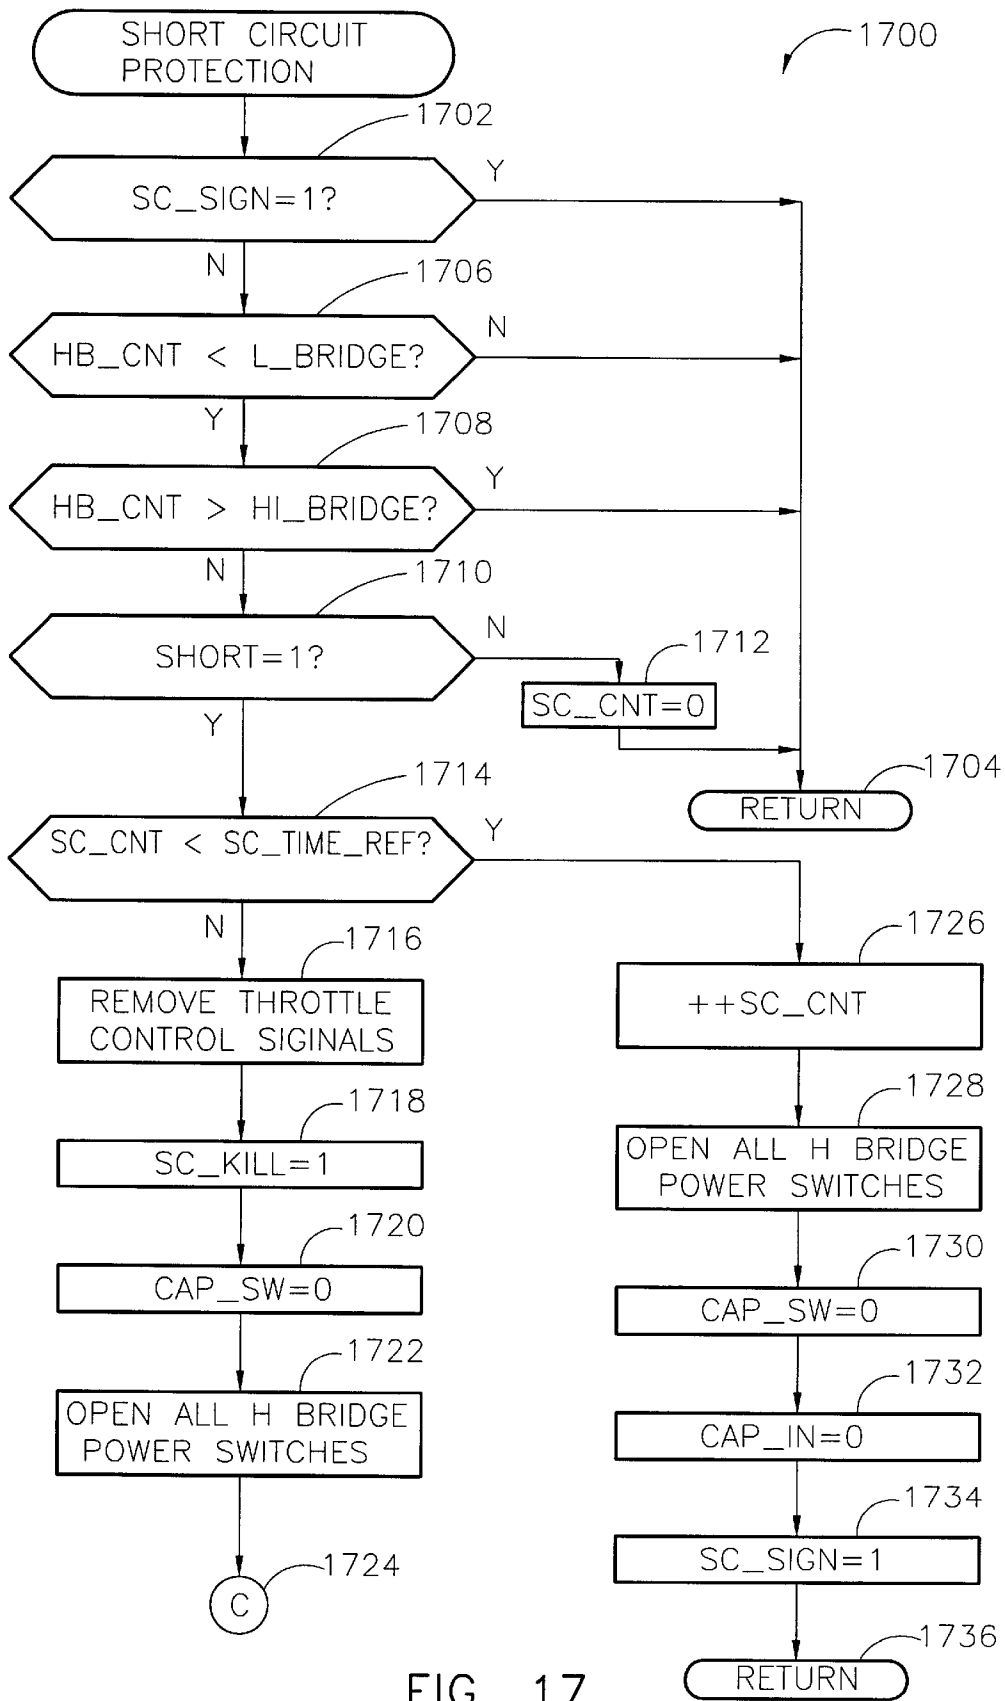 SHORT CIRCUIT
PROTECTION
1700
1702
SC_SIGN=1?
Y
N
1706
HB_CNT < L_BRIDGE?
N
Y
1708
HB_CNT > HI_BRIDGE?
Y
N
1710
SHORT=1?
N
1712
SC_CNT=0
Y
1704
RETURN
1714
SC_CNT < SC_TIME_REF?
Y
N
1716
REMOVE THROTTLE
CONTROL SIGINALS
1718
SC_KILL=1
1720
CAP_SW=0
1722
OPEN ALL H BRIDGE
POWER SWITCHES
1724
C
1726
++SC_CNT
1728
OPEN ALL H BRIDGE
POWER SWITCHES
1730
CAP_SW=0
1732
CAP_IN=0
1734
SC_SIGN=1
1736
RETURN
FIG. 17